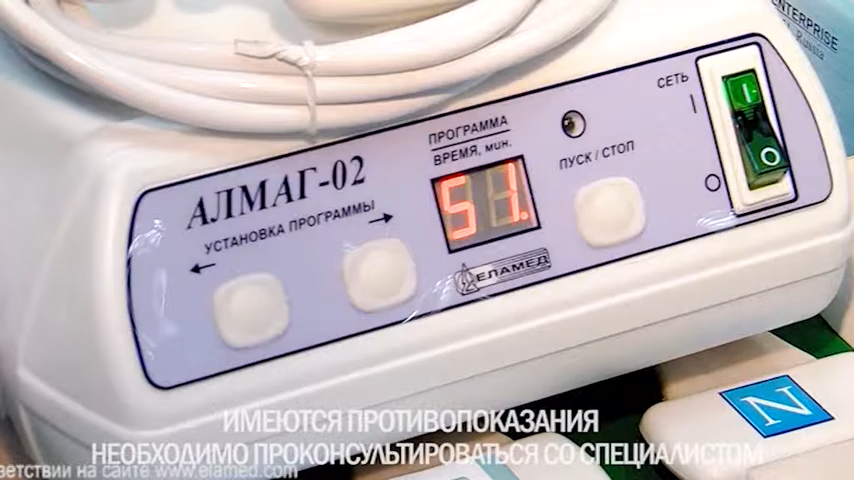 ENTERPRISE
Russia
СЕТЬ
I
ПРОГРАММА
ВРЕМЯ, МИН.
ПУСК / СТОП
АЛМАГ-02
УСТАНОВКА ПРОГРАММЫ
51.
I
O
O
ЕЛАМЕД
N
ИМЕЮТСЯ ПРОТИВОПОКАЗАНИЯ
НЕОБХОДИМО ПРОКОНСУЛЬТИРОВАТЬСЯ СО СПЕЦИАЛИСТОМ
ветствии на сайте www.elamed.com